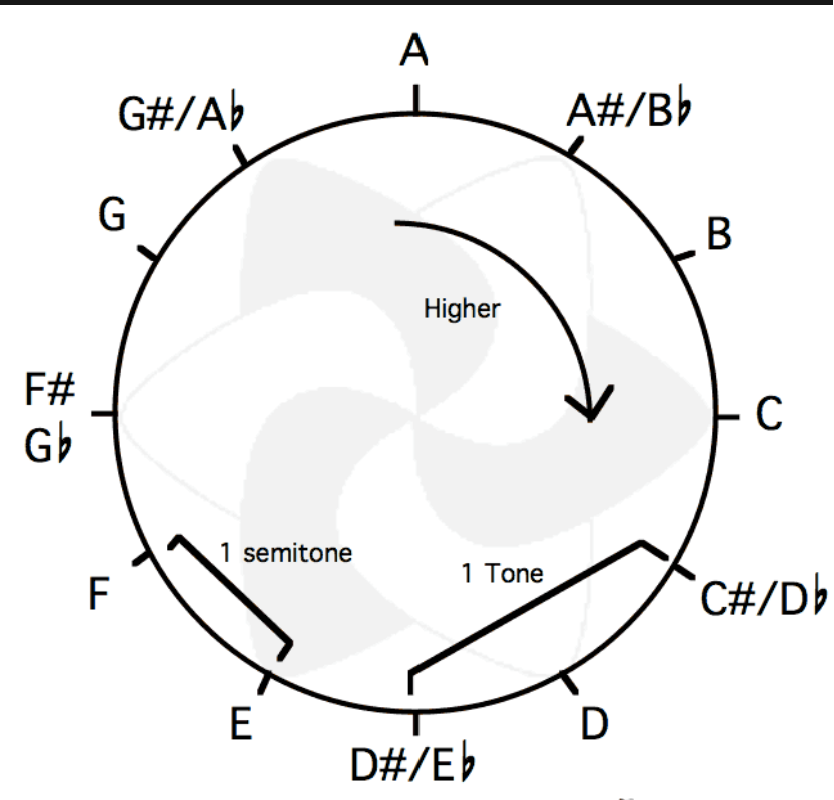 A
G#/A♭
A#/B♭
G
B
Higher
F#
G♭
C
1 semitone
1 Tone
F
C#/D♭
E
D
D#/E♭